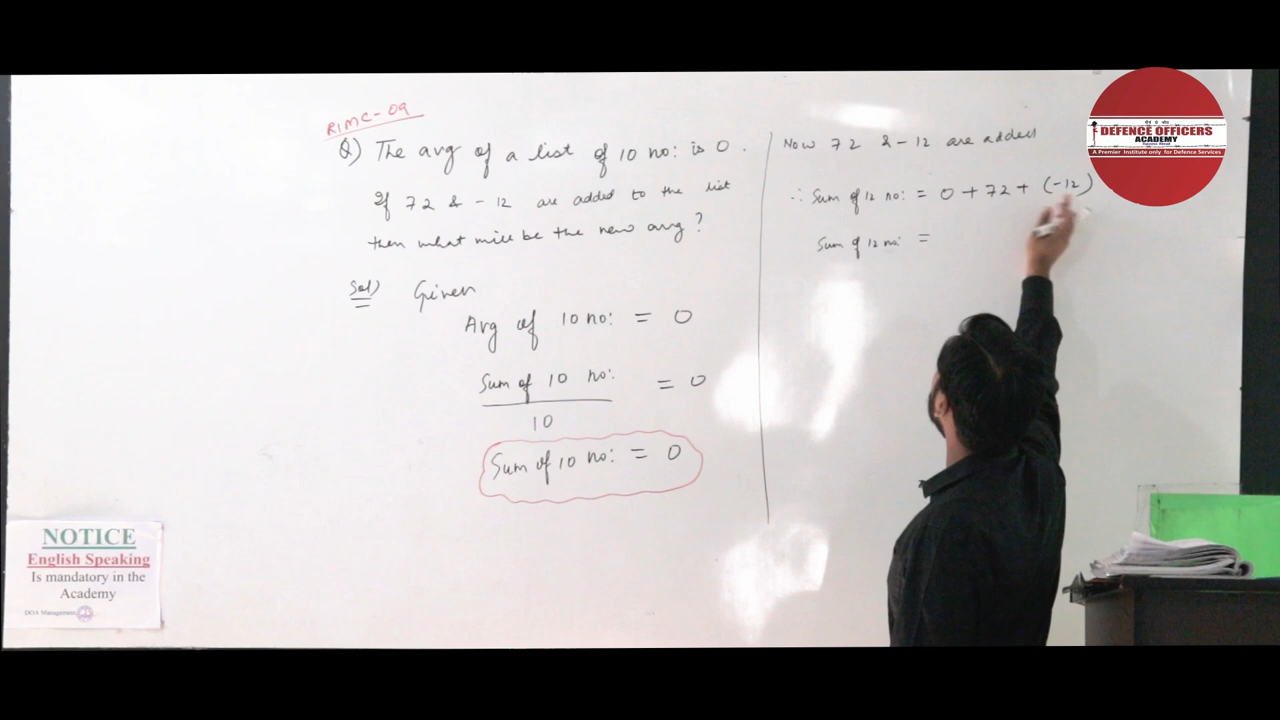 RIMC-09
Q) The avg of a list of 10 no: is 0.
If 72 & -12 are added to the list
then what will be the new avg?
Sol)
Given
Avg of 10 no: = 0
Sum of 10 no: = 0
10
Sum of 10 no: = 0
Now 72 & -12 are added
∴ Sum of 12 no: = 0 + 72 + (-12)
Sum of 12 no: =
DEFENCE OFFICERS
ACADEMY
A Premier Institute only for Defence Services
NOTICE
English Speaking
Is mandatory in the
Academy
DOA Management